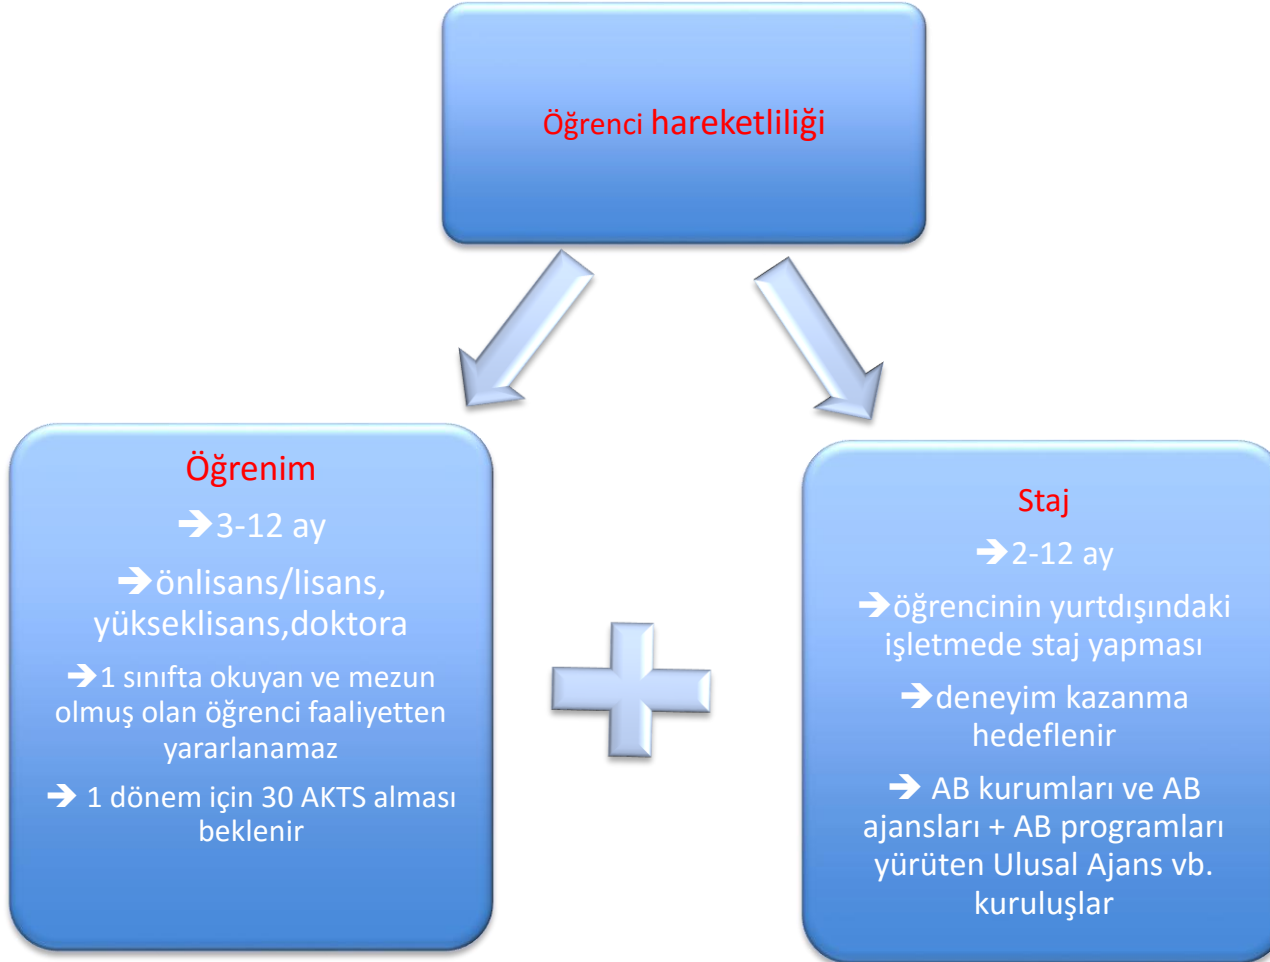 Öğrenci hareketliliği
Öğrenim
➔3-12 ay
➔önlisans/lisans,
yükseklisans,doktora
➔1 sınıfta okuyan ve mezun
olmuş olan öğrenci faaliyetten
yararlanamaz
➔ 1 dönem için 30 AKTS alması
beklenir
Staj
➔2-12 ay
➔öğrencinin yurtdışındaki
işletmede staj yapması
➔deneyim kazanma
hedeflenir
➔ AB kurumları ve AB
ajansları + AB programları
yürüten Ulusal Ajans vb.
kuruluşlar